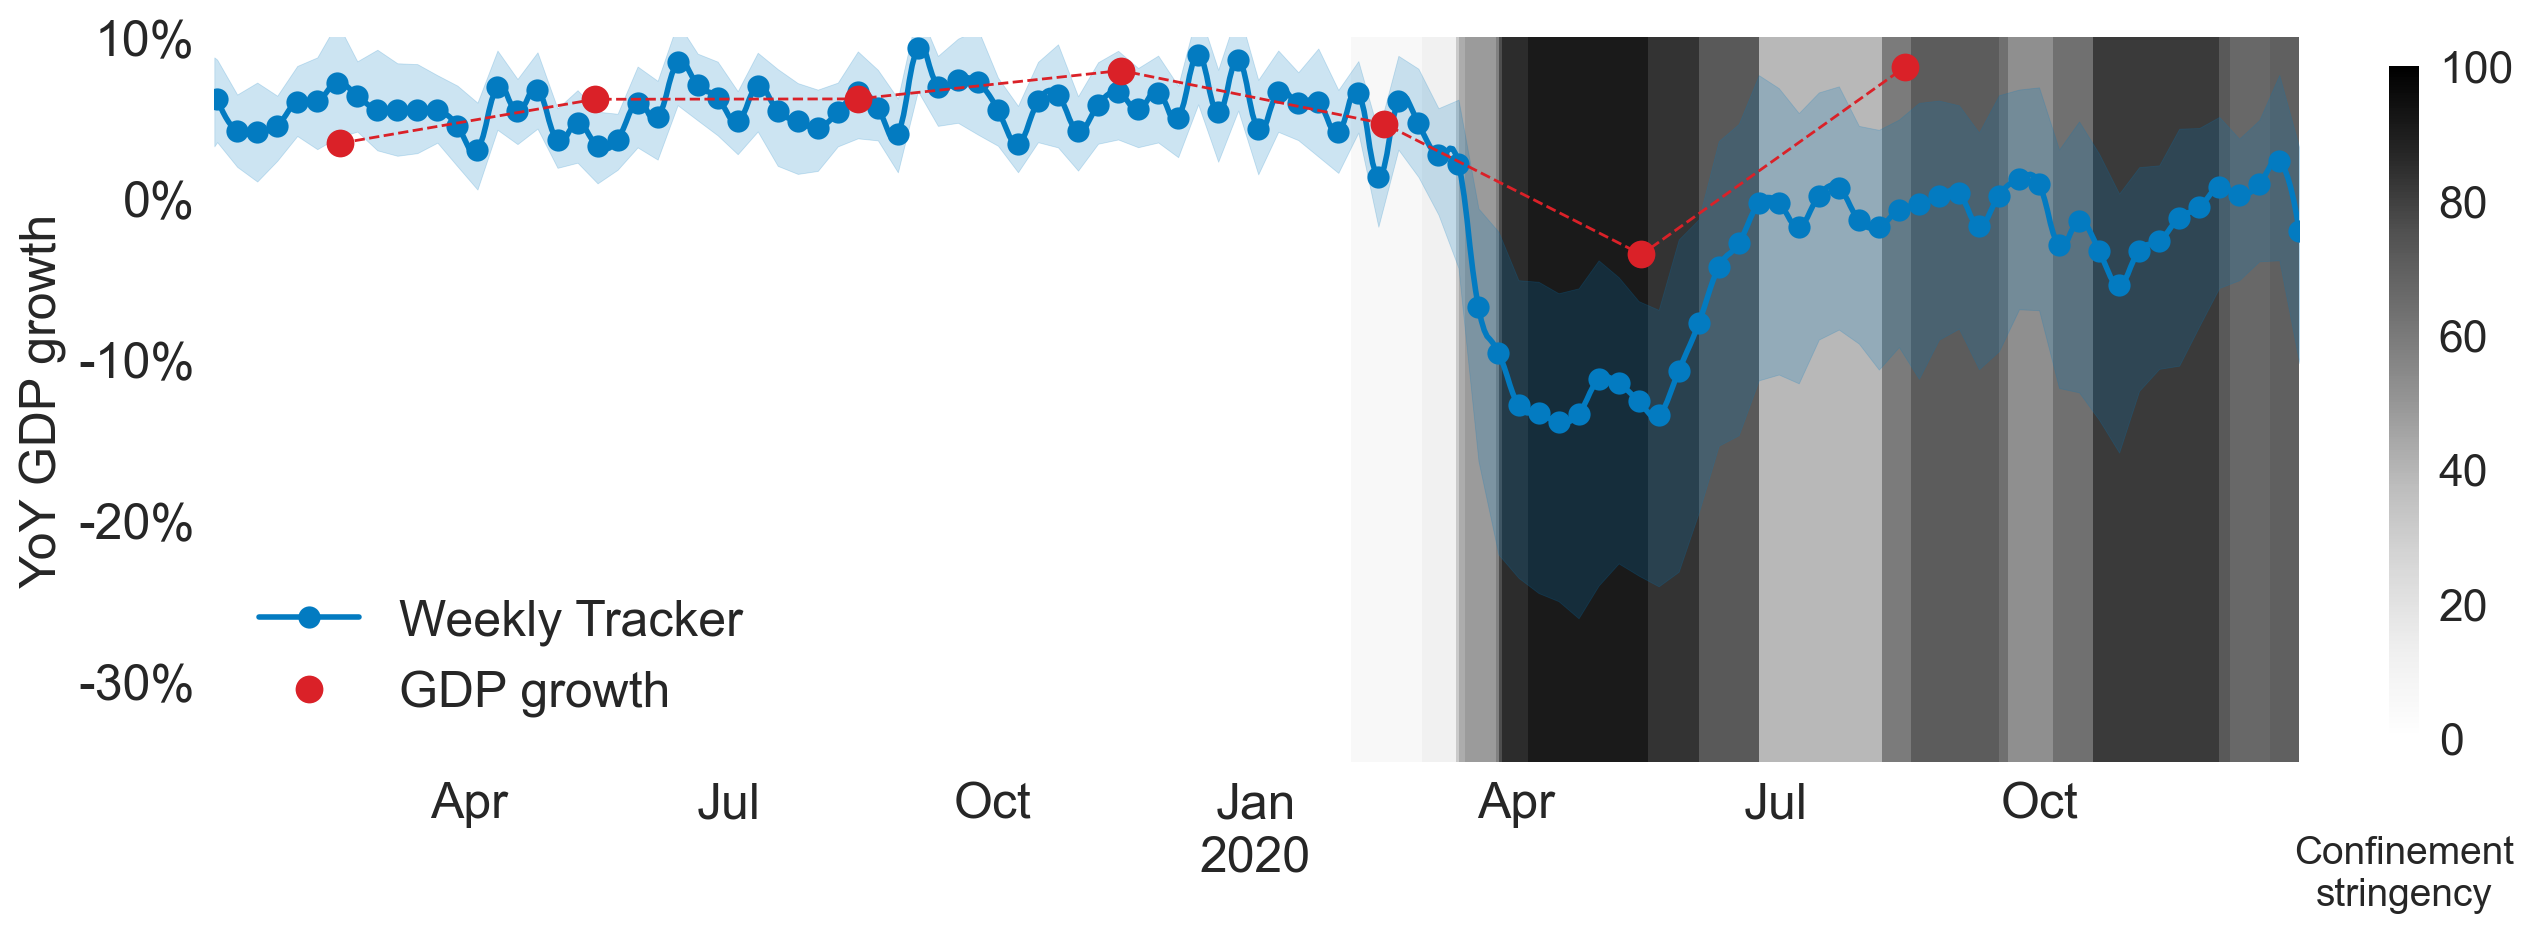 10%
0%
-10%
-20%
-30%
YoY GDP growth
Weekly Tracker
GDP growth
Apr
Jul
Oct
Jan
2020
Apr
Jul
Oct
100
80
60
40
20
0
Confinement
stringency